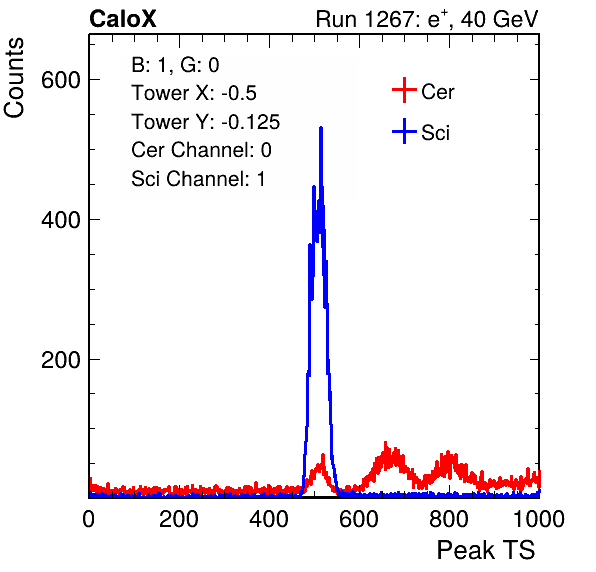 CaloX Run 1267: e⁺, 40 GeV
Counts
600
400
200
B: 1, G: 0
Tower X: -0.5
Tower Y: -0.125
Cer Channel: 0
Sci Channel: 1
Cer
Sci
0 200 400 600 800 1000
Peak TS